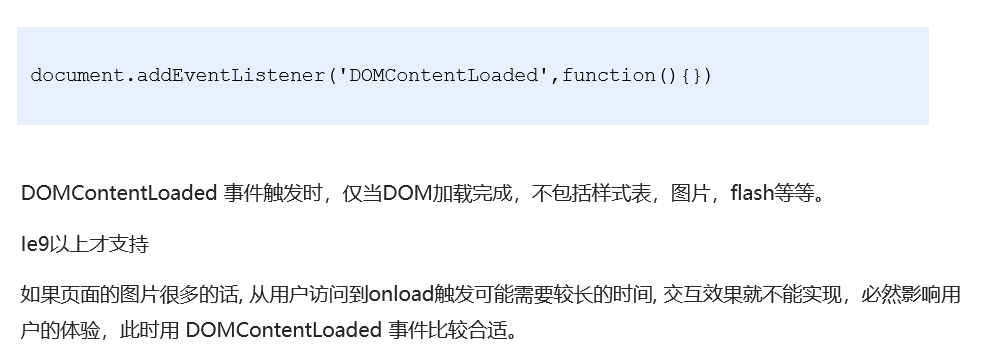 document.addEventListener('DOMContentLoaded',function(){})
DOMContentLoaded 事件触发时，仅当DOM加载完成，不包括样式表，图片，flash等等。
Ie9以上才支持
如果页面的图片很多的话, 从用户访问到onload触发可能需要较长的时间, 交互效果就不能实现，必然影响用
户的体验，此时用 DOMContentLoaded 事件比较合适。